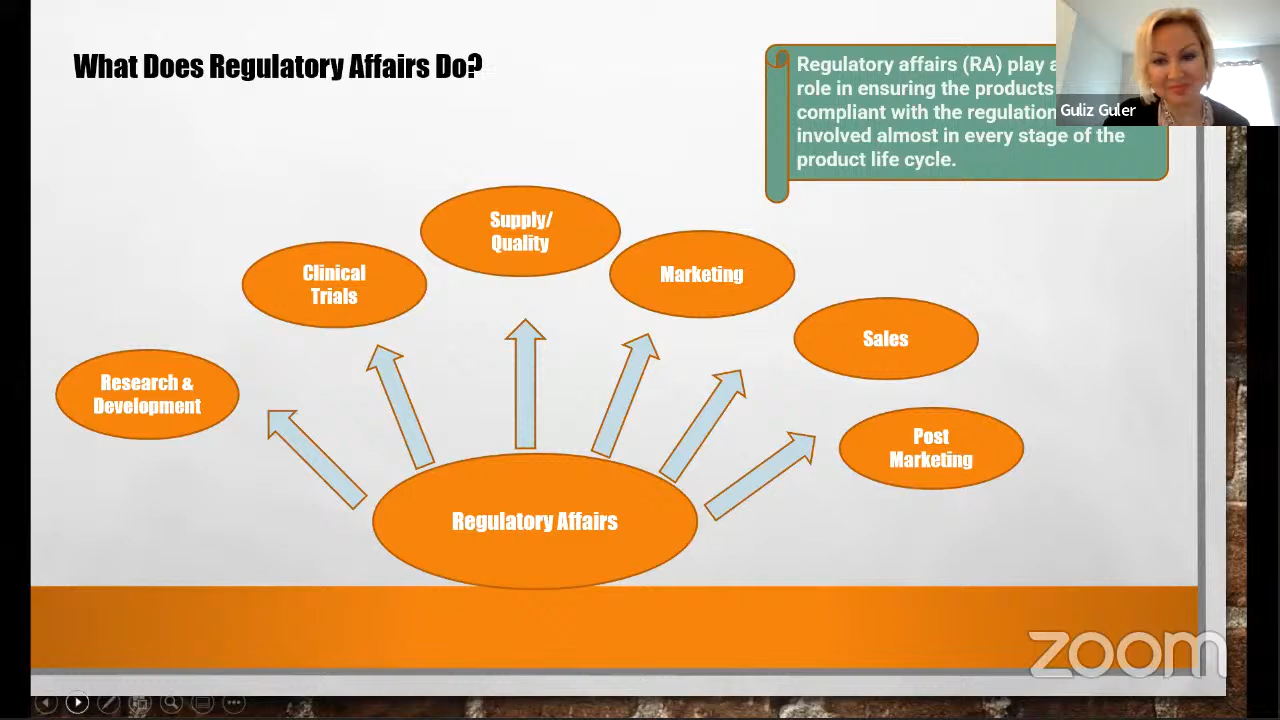 What Does Regulatory Affairs Do?
Regulatory affairs (RA) play
role in ensuring the products
compliant with the regulation
involved almost in every stage of the
product life cycle.
Guliz Guler
Supply/
Quality
Clinical
Trials
Marketing
Sales
Research &
Development
Post
Marketing
Regulatory Affairs
zoom